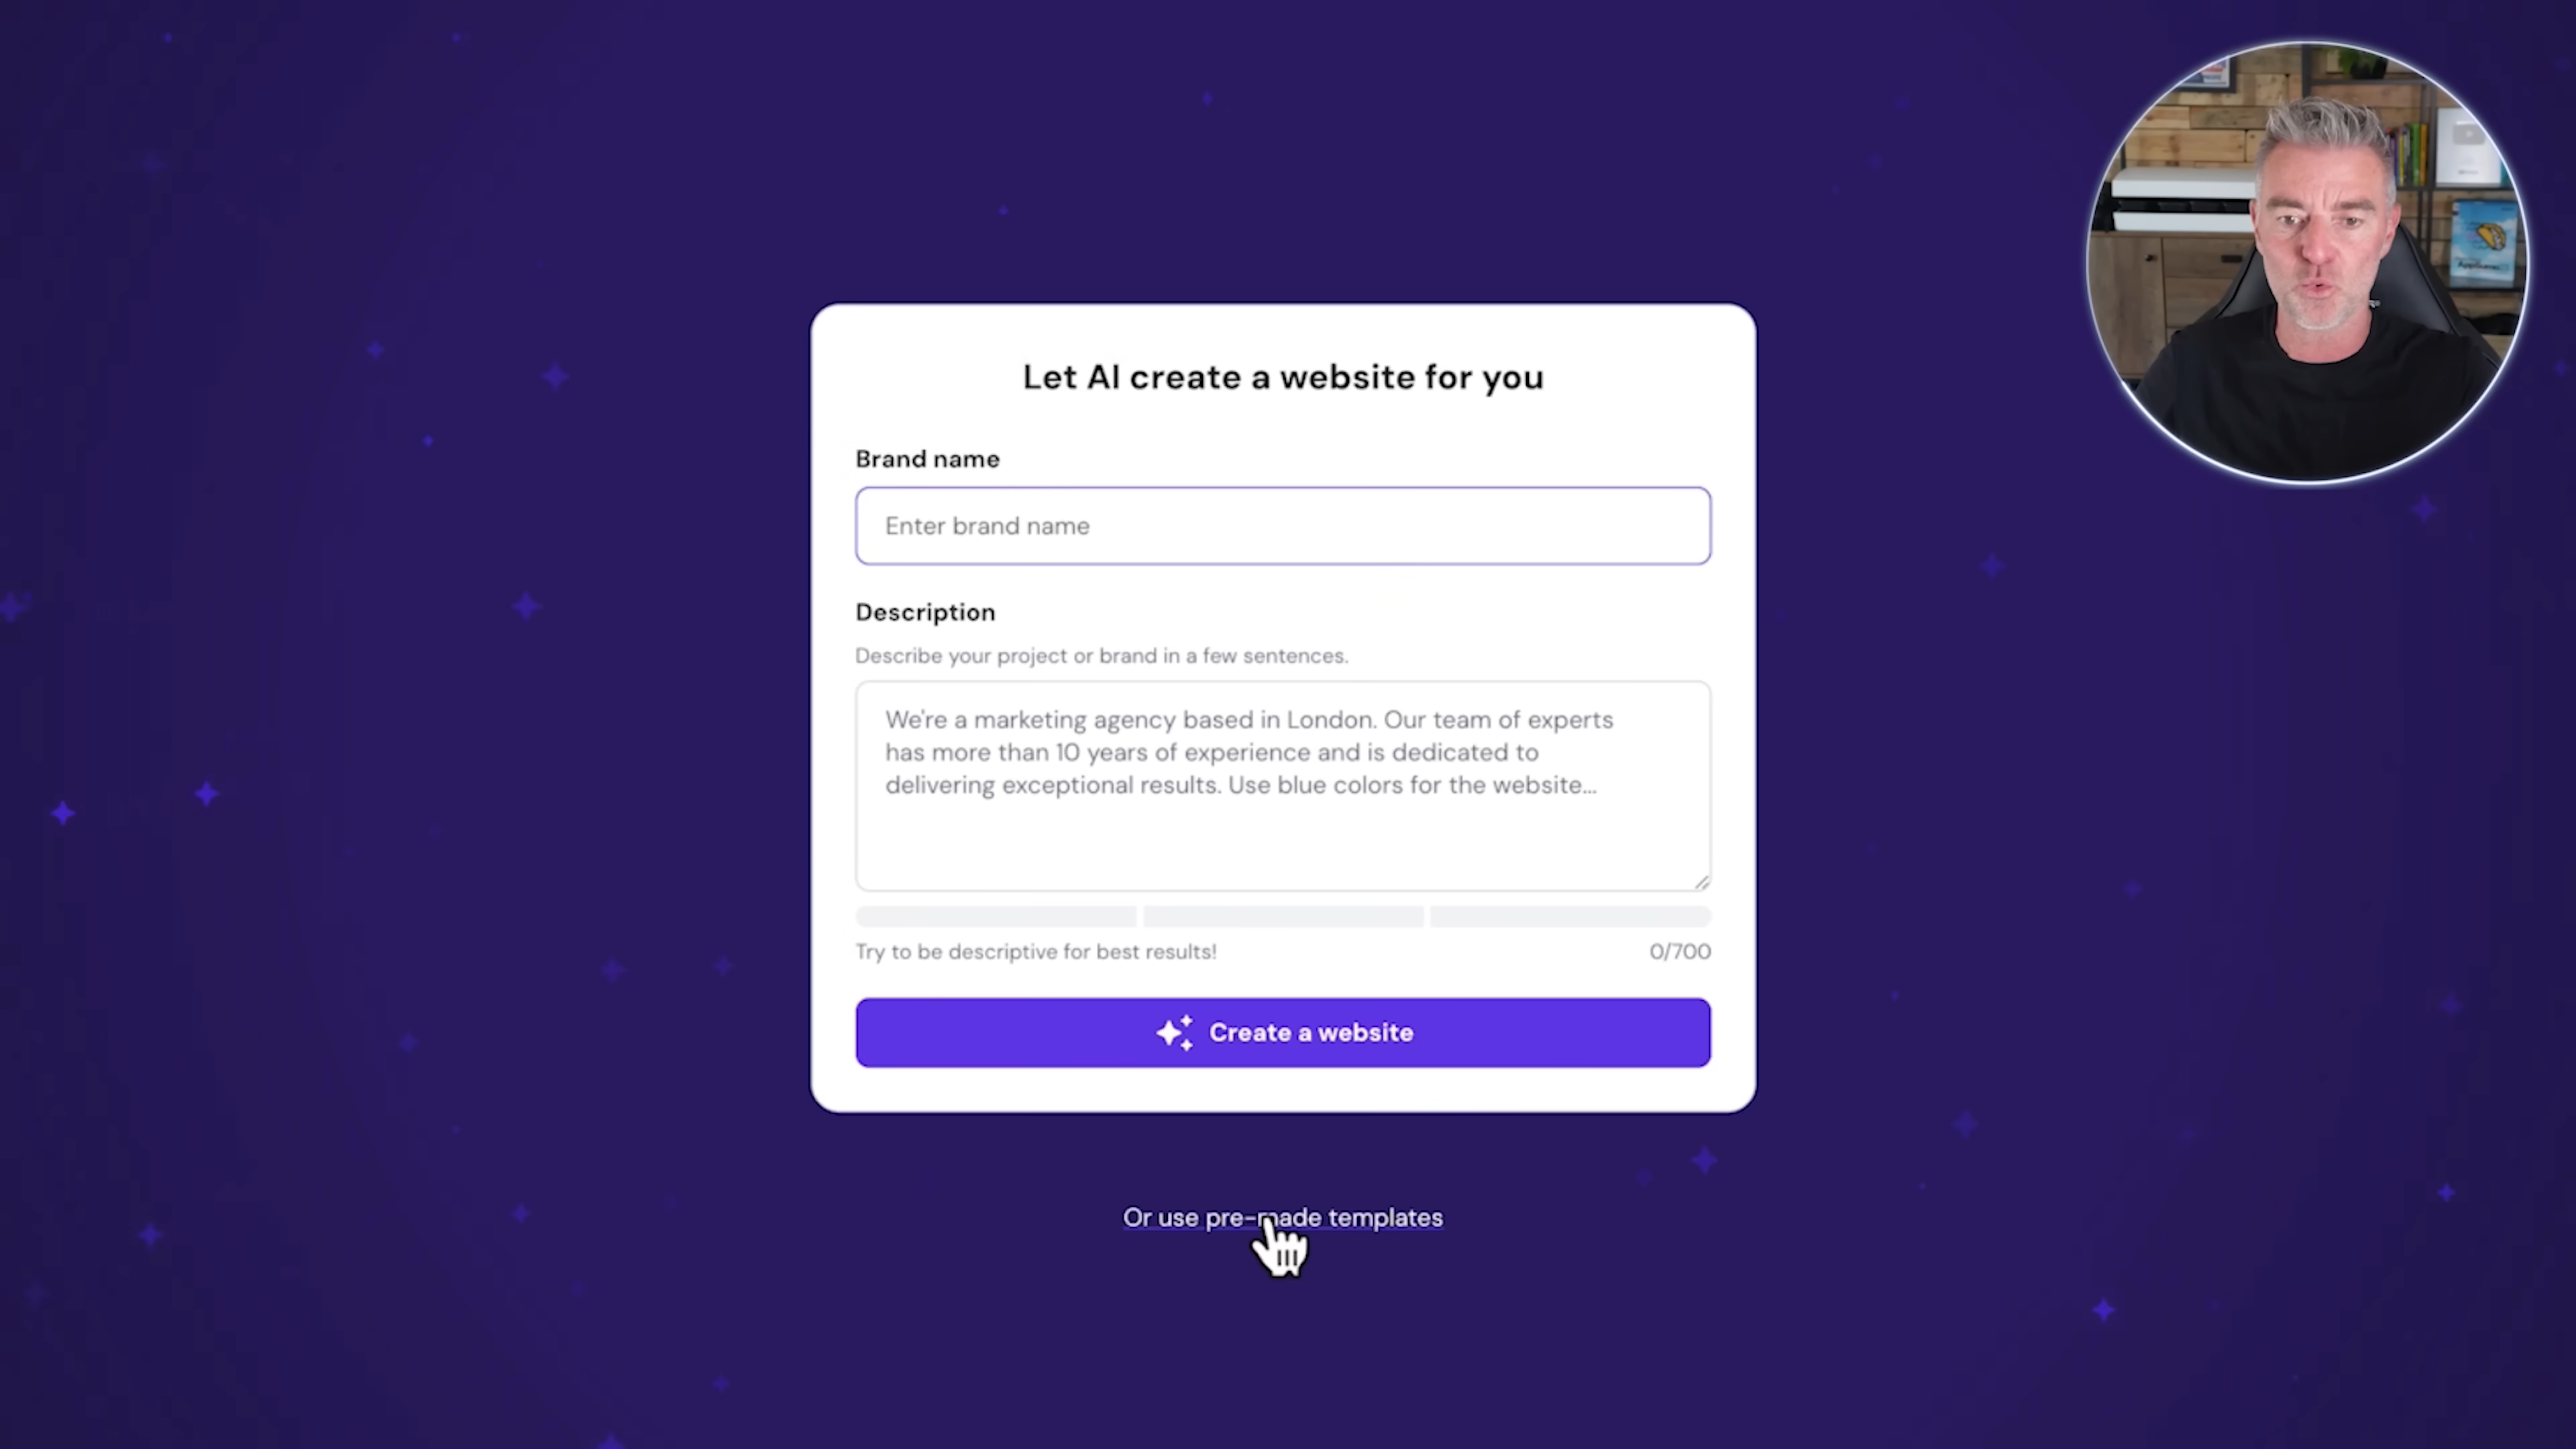 Let AI create a website for you
Brand name
Enter brand name
Description
Describe your project or brand in a few sentences.
We're a marketing agency based in London. Our team of experts
has more than 10 years of experience and is dedicated to
delivering exceptional results. Use blue colors for the website...
Try to be descriptive for best results!
0/700
Create a website
Or use pre-made templates